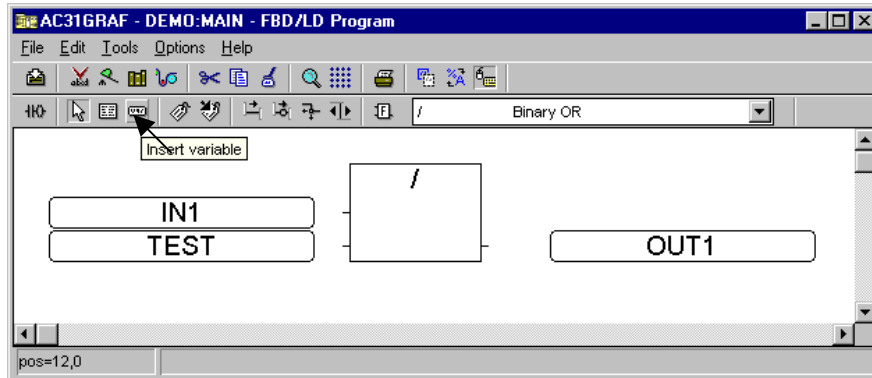 AC31GRAF - DEMO:MAIN - FBD/LD Program
File Edit Tools Options Help
/ Binary OR
Insert variable
/
IN1
TEST
OUT1
pos=12,0